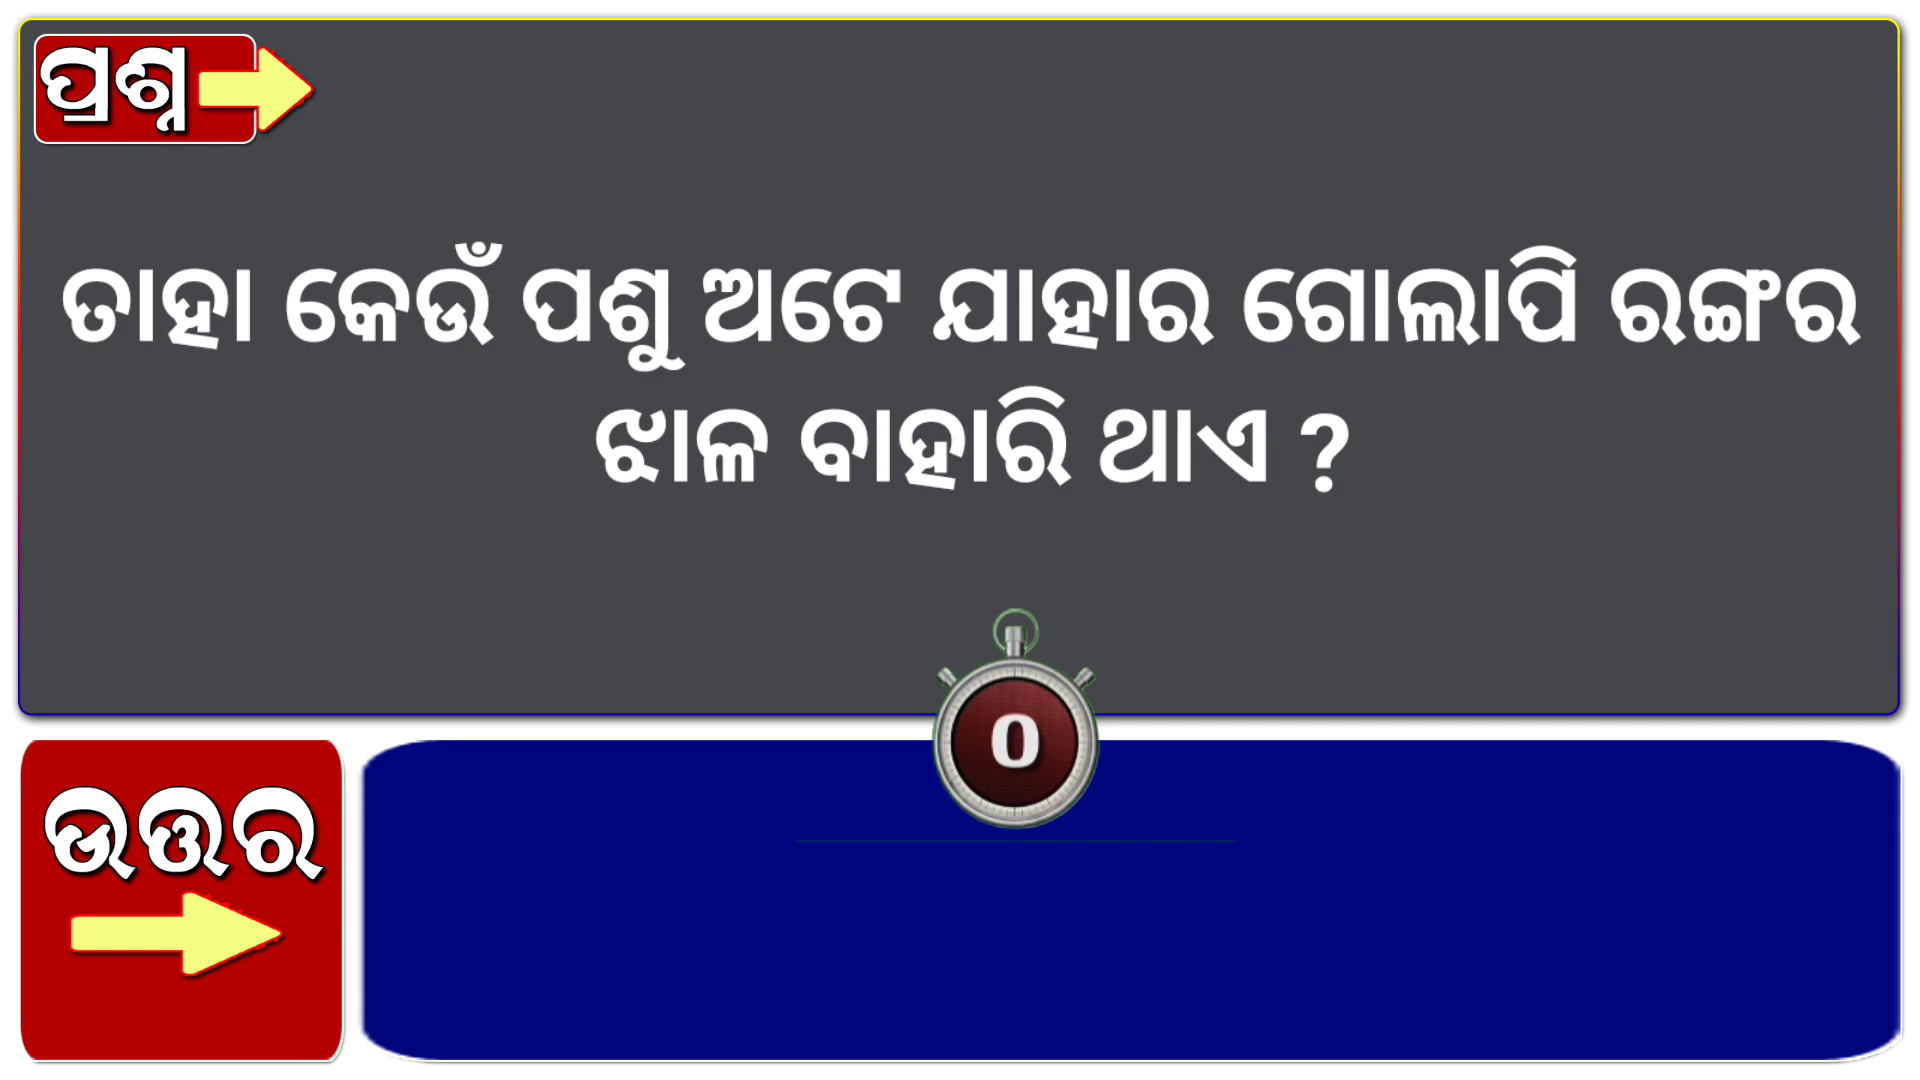 ପ୍ରଶ୍ନ
ତାହା କେଉଁ ପଶୁ ଅଟେ ଯାହାର ଗୋଲାପି ରଙ୍ଗର
ଝାଳ ବାହାରି ଥାଏ ?
0
ଉତ୍ତର